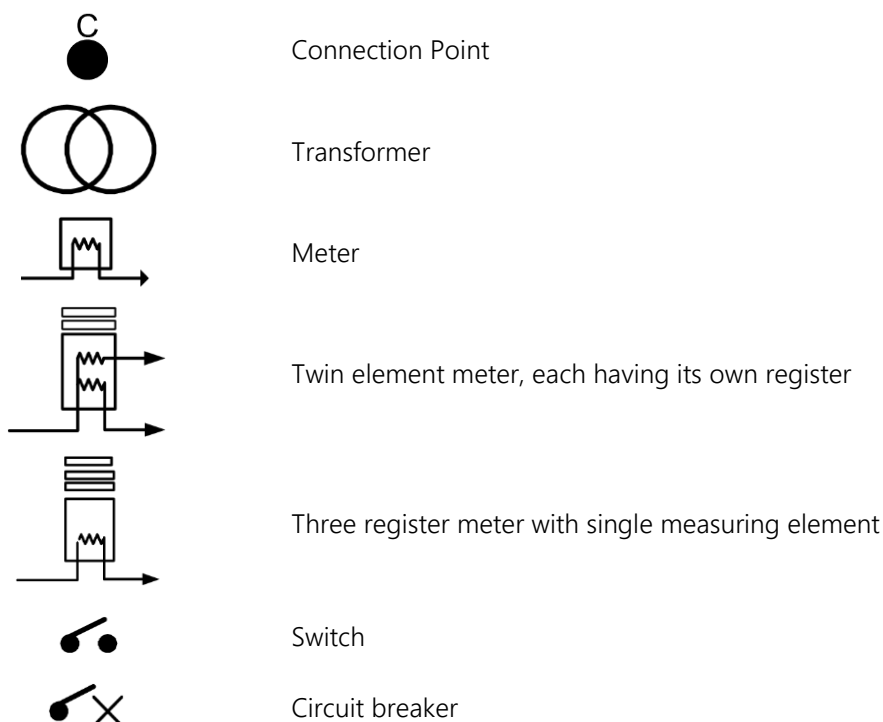 C
Connection Point
Transformer
Meter
Twin element meter, each having its own register
Three register meter with single measuring element
Switch
Circuit breaker